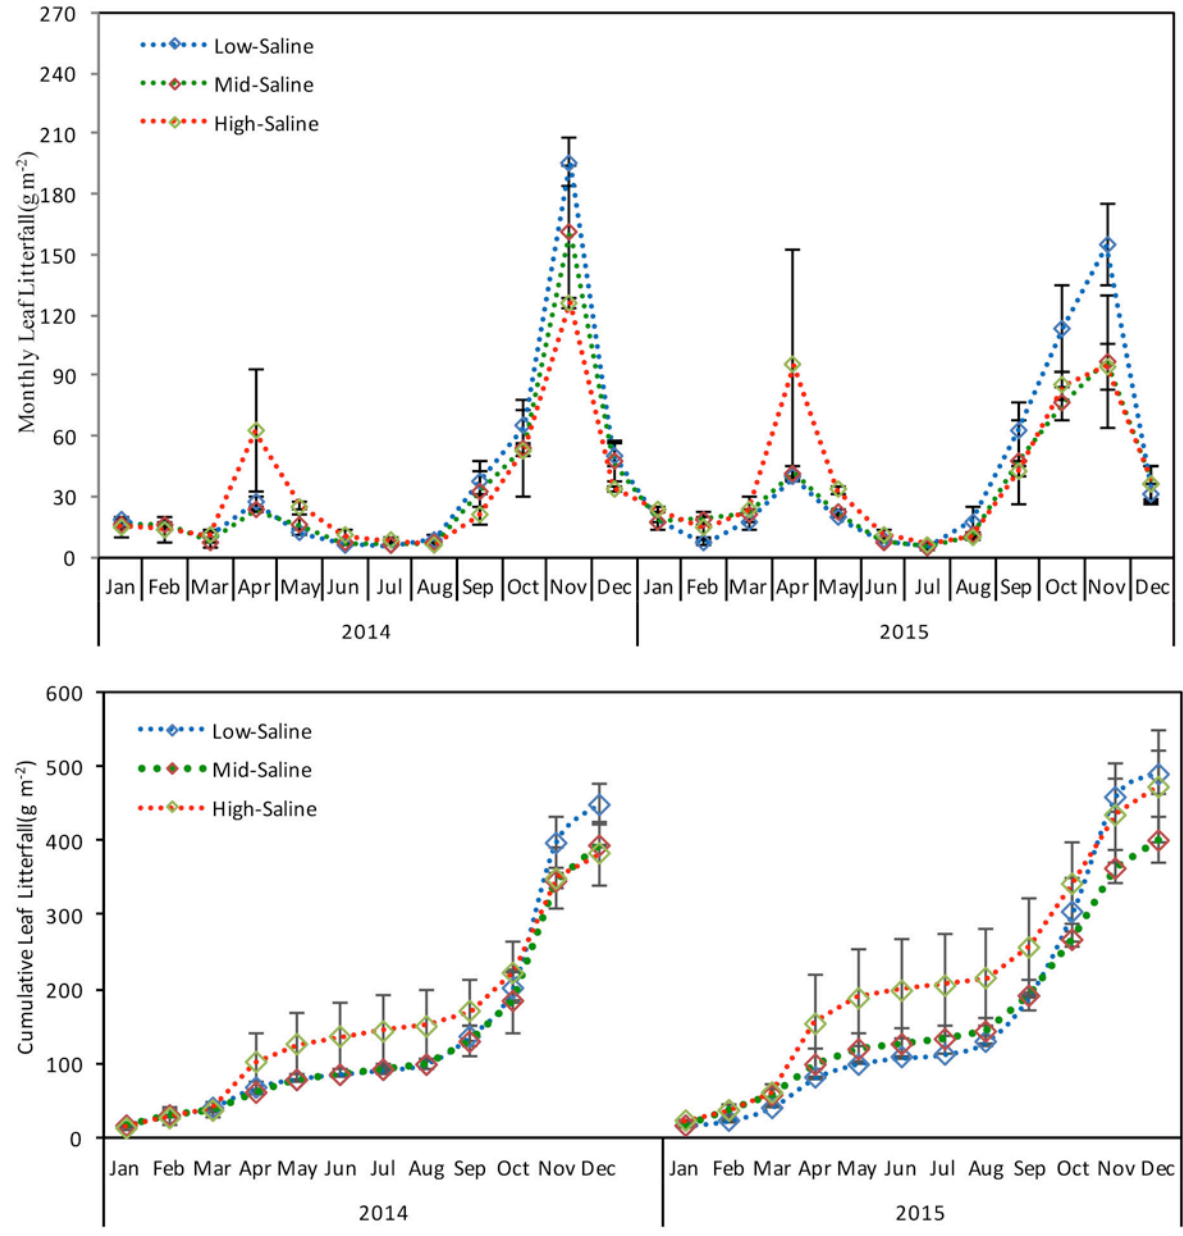 270
240
210
180
150
120
90
60
30
0
Monthly Leaf Litterfall(gm-2)
Low-Saline
Mid-Saline
High-Saline
Jan Feb Mar Apr May Jun Jul Aug Sep Oct Nov Dec Jan Feb Mar Apr May Jun Jul Aug Sep Oct Nov Dec
2014 2015
600
500
400
300
200
100
0
Cumulative Leaf Litterfall(g m-2)
Low-Saline
Mid-Saline
High-Saline
Jan Feb Mar Apr May Jun Jul Aug Sep Oct Nov Dec Jan Feb Mar Apr May Jun Jul Aug Sep Oct Nov Dec
2014 2015